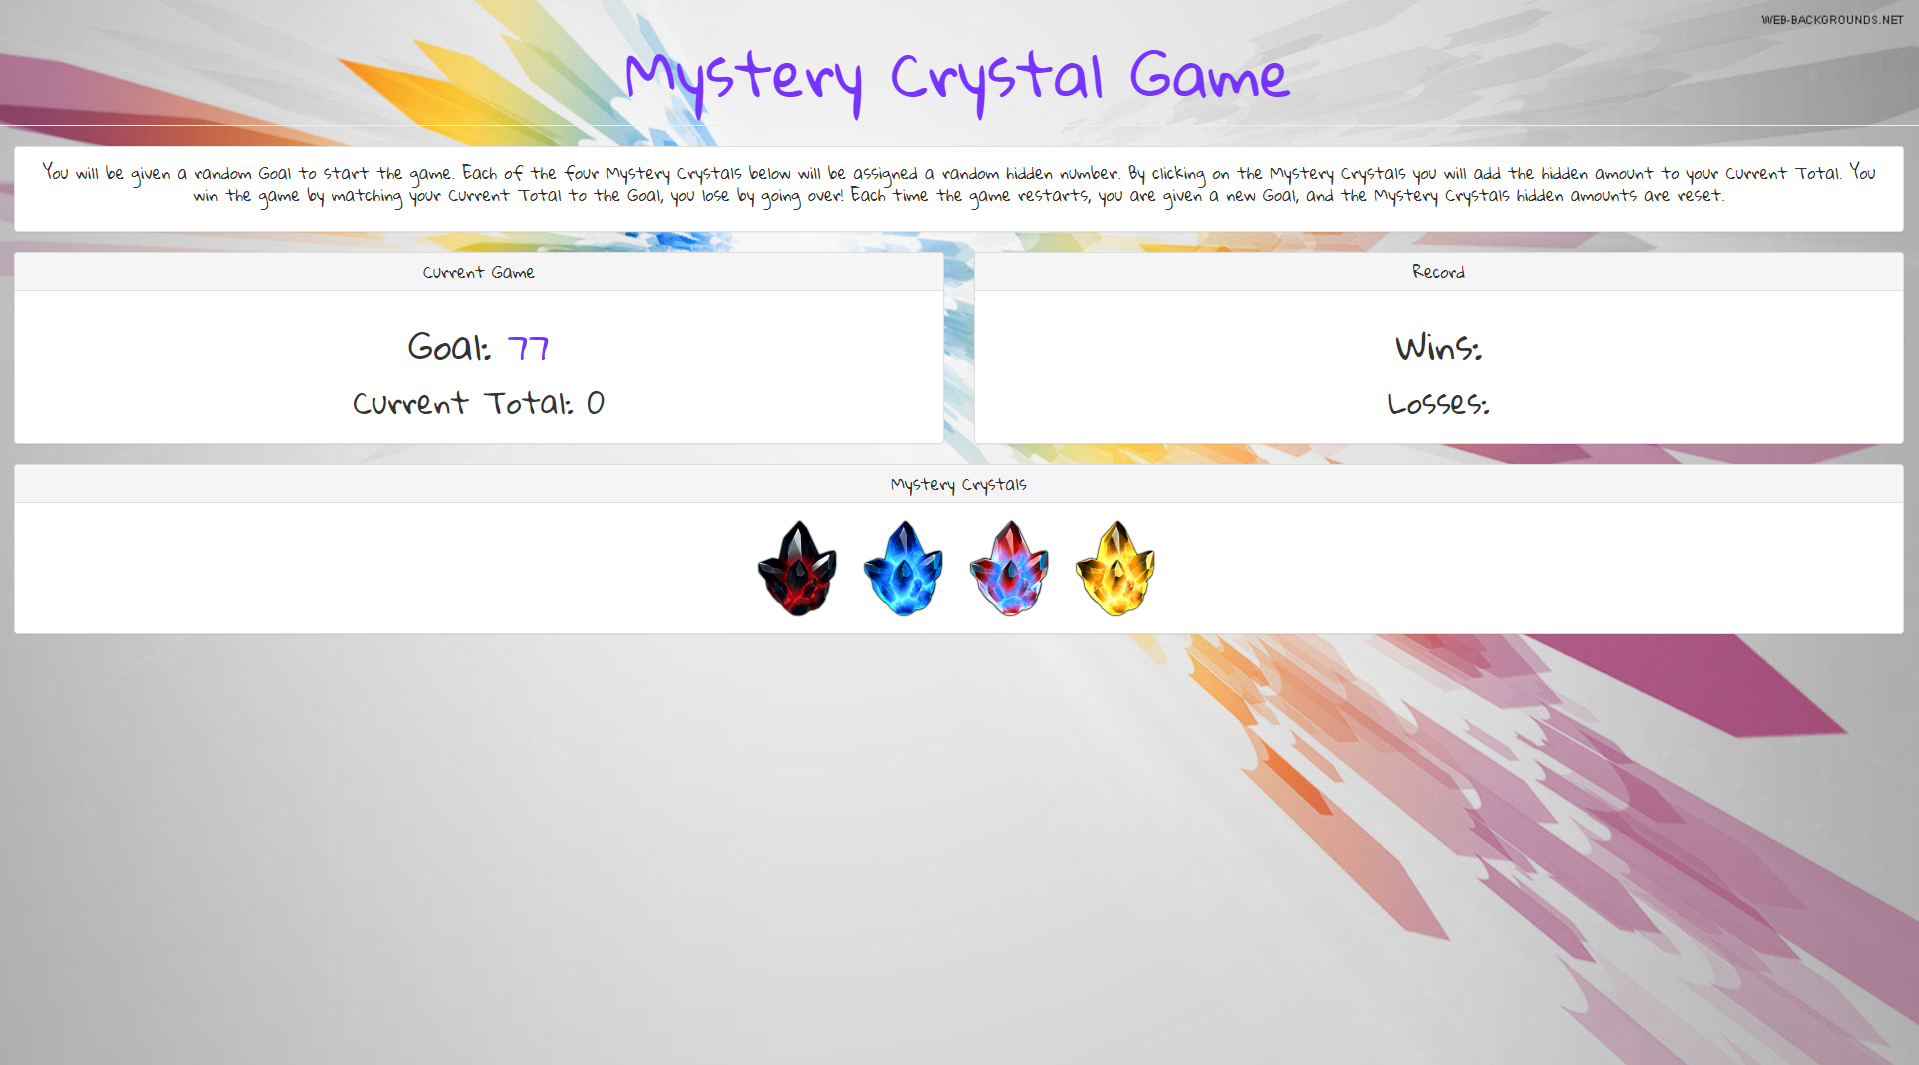 WEB-BACKGROUNDS.NET
Mystery Crystal Game
You will be given a random Goal to start the game. Each of the four Mystery Crystals below will be assigned a random hidden number. By clicking on the Mystery Crystals you will add the hidden amount to your Current Total. You
win the game by matching your Current Total to the Goal, you lose by going over! Each time the game restarts, you are given a new Goal, and the Mystery Crystals hidden amounts are reset.
Current Game
Goal: 77
Current Total: 0
Record
Wins:
Losses:
Mystery Crystals